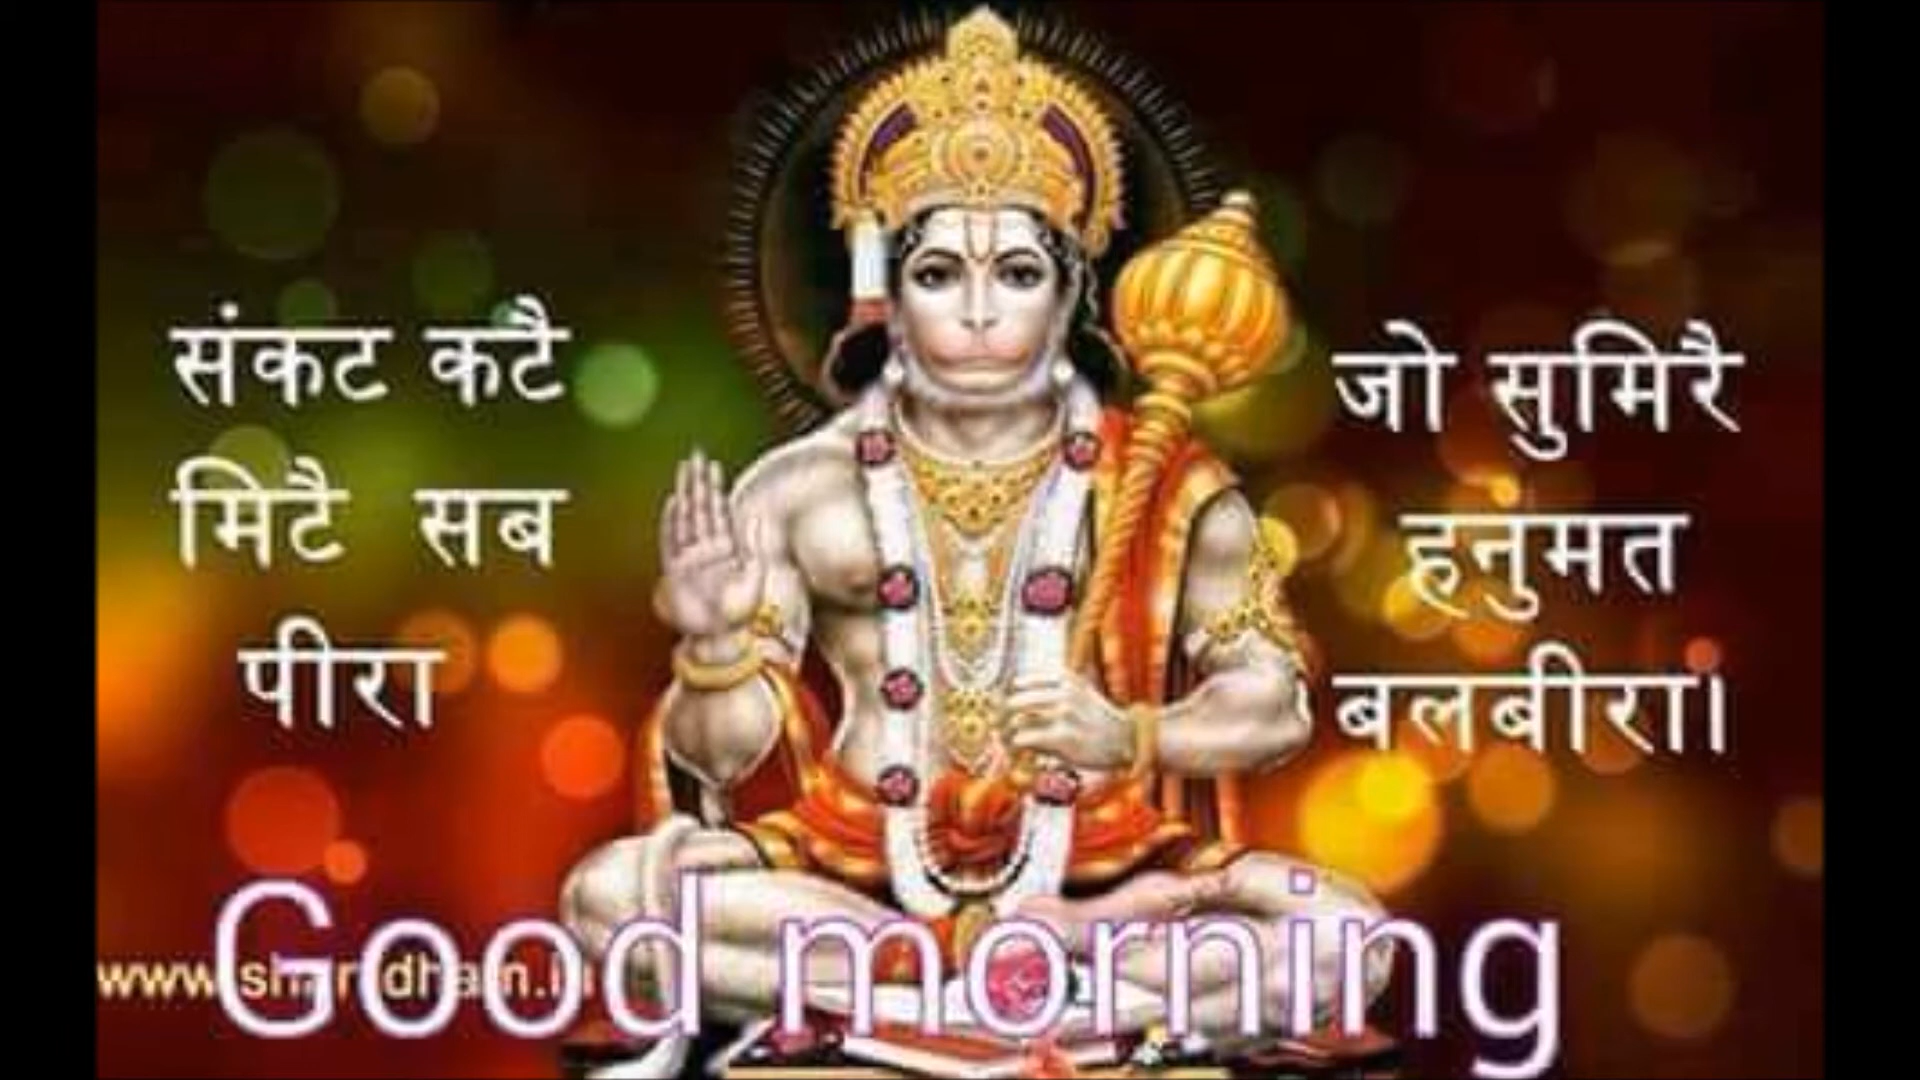 संकट कटै
मिटै सब
पीरा
जो सुमिरै
हनुमत
बलबीरा।
Good morning